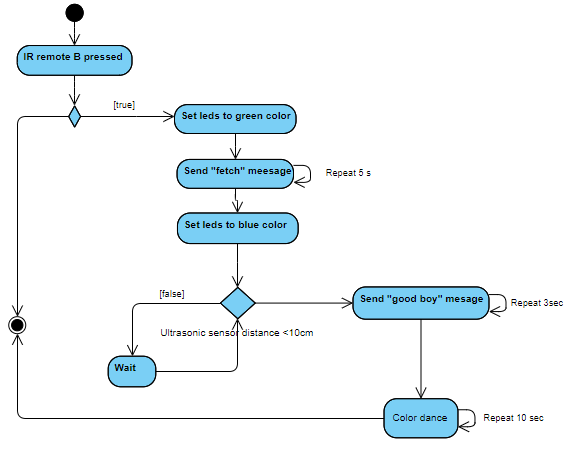 IR remote B pressed
[true]
Set leds to green color
Send "fetch" meesage
Repeat 5 s
Set leds to blue color
[false]
Send "good boy" mesage
Repeat 3sec
Ultrasonic sensor distance <10cm
Wait
Color dance
Repeat 10 sec